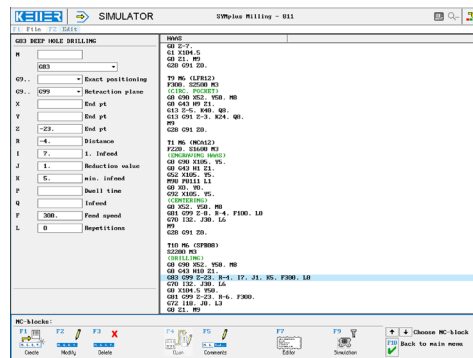 KELLER SIMULATOR SYMplus Milling - U11
F1 File F2 Edit
G83 DEEP HOLE DRILLING
N
G83
G9.. Exact positioning
G9.. G99 Retraction plane
X End pt
Y End pt
Z -23. End pt
R -4. Distance
I 7. 1. Infeed
J 1. Reduction value
K 5. min. infeed
P Dwell time
Q Infeed
F 300. Feed speed
L 0 Repetitions
HAAS
G0 Z-7.
G1 X104.5
G0 Z1. M9
G28 G91 Z0.
T9 M6 (LFR12)
F300. S2600 M3
(CIRC. POCKET)
G0 G90 X52. Y50. M8
G0 G43 H9 Z1.
G13 Z-5. K40. Q8.
G13 G91 Z-3. K24. Q8.
M9
G28 G91 Z0.
T1 M6 (NCA12)
F220. S1600 M3
(ENGRAVING HAAS)
G0 G90 X105. Y5.
G0 G43 H1 Z1.
G52 X105. Y5.
M98 PU111 L1
G0 X0. Y0.
G92 X105. Y5.
(CENTERING)
G0 X52. Y50. M8
G81 G99 Z-8. R-4. F100. L0
G70 I32. J30. L6
M9
G28 G91 Z0.
T10 M6 (SPB08)
S2200 M3
(DRILLING)
G0 G90 X52. Y50. M8
G0 G43 H10 Z1.
G83 G99 Z-23. R-4. I7. J1. K5. F300. L0
G70 I32. J30. L6
G0 X104.5 Y50.
G81 G99 Z-23. R-6. F300.
G72 I18. J0. L3
G0 Z1. M9
NC-blocks:
F1 F2 F3 F4 F5 F7 F9
Create Modify Delete Open Comments Editor Simulation
Choose NC-block
F10 Back to main menu